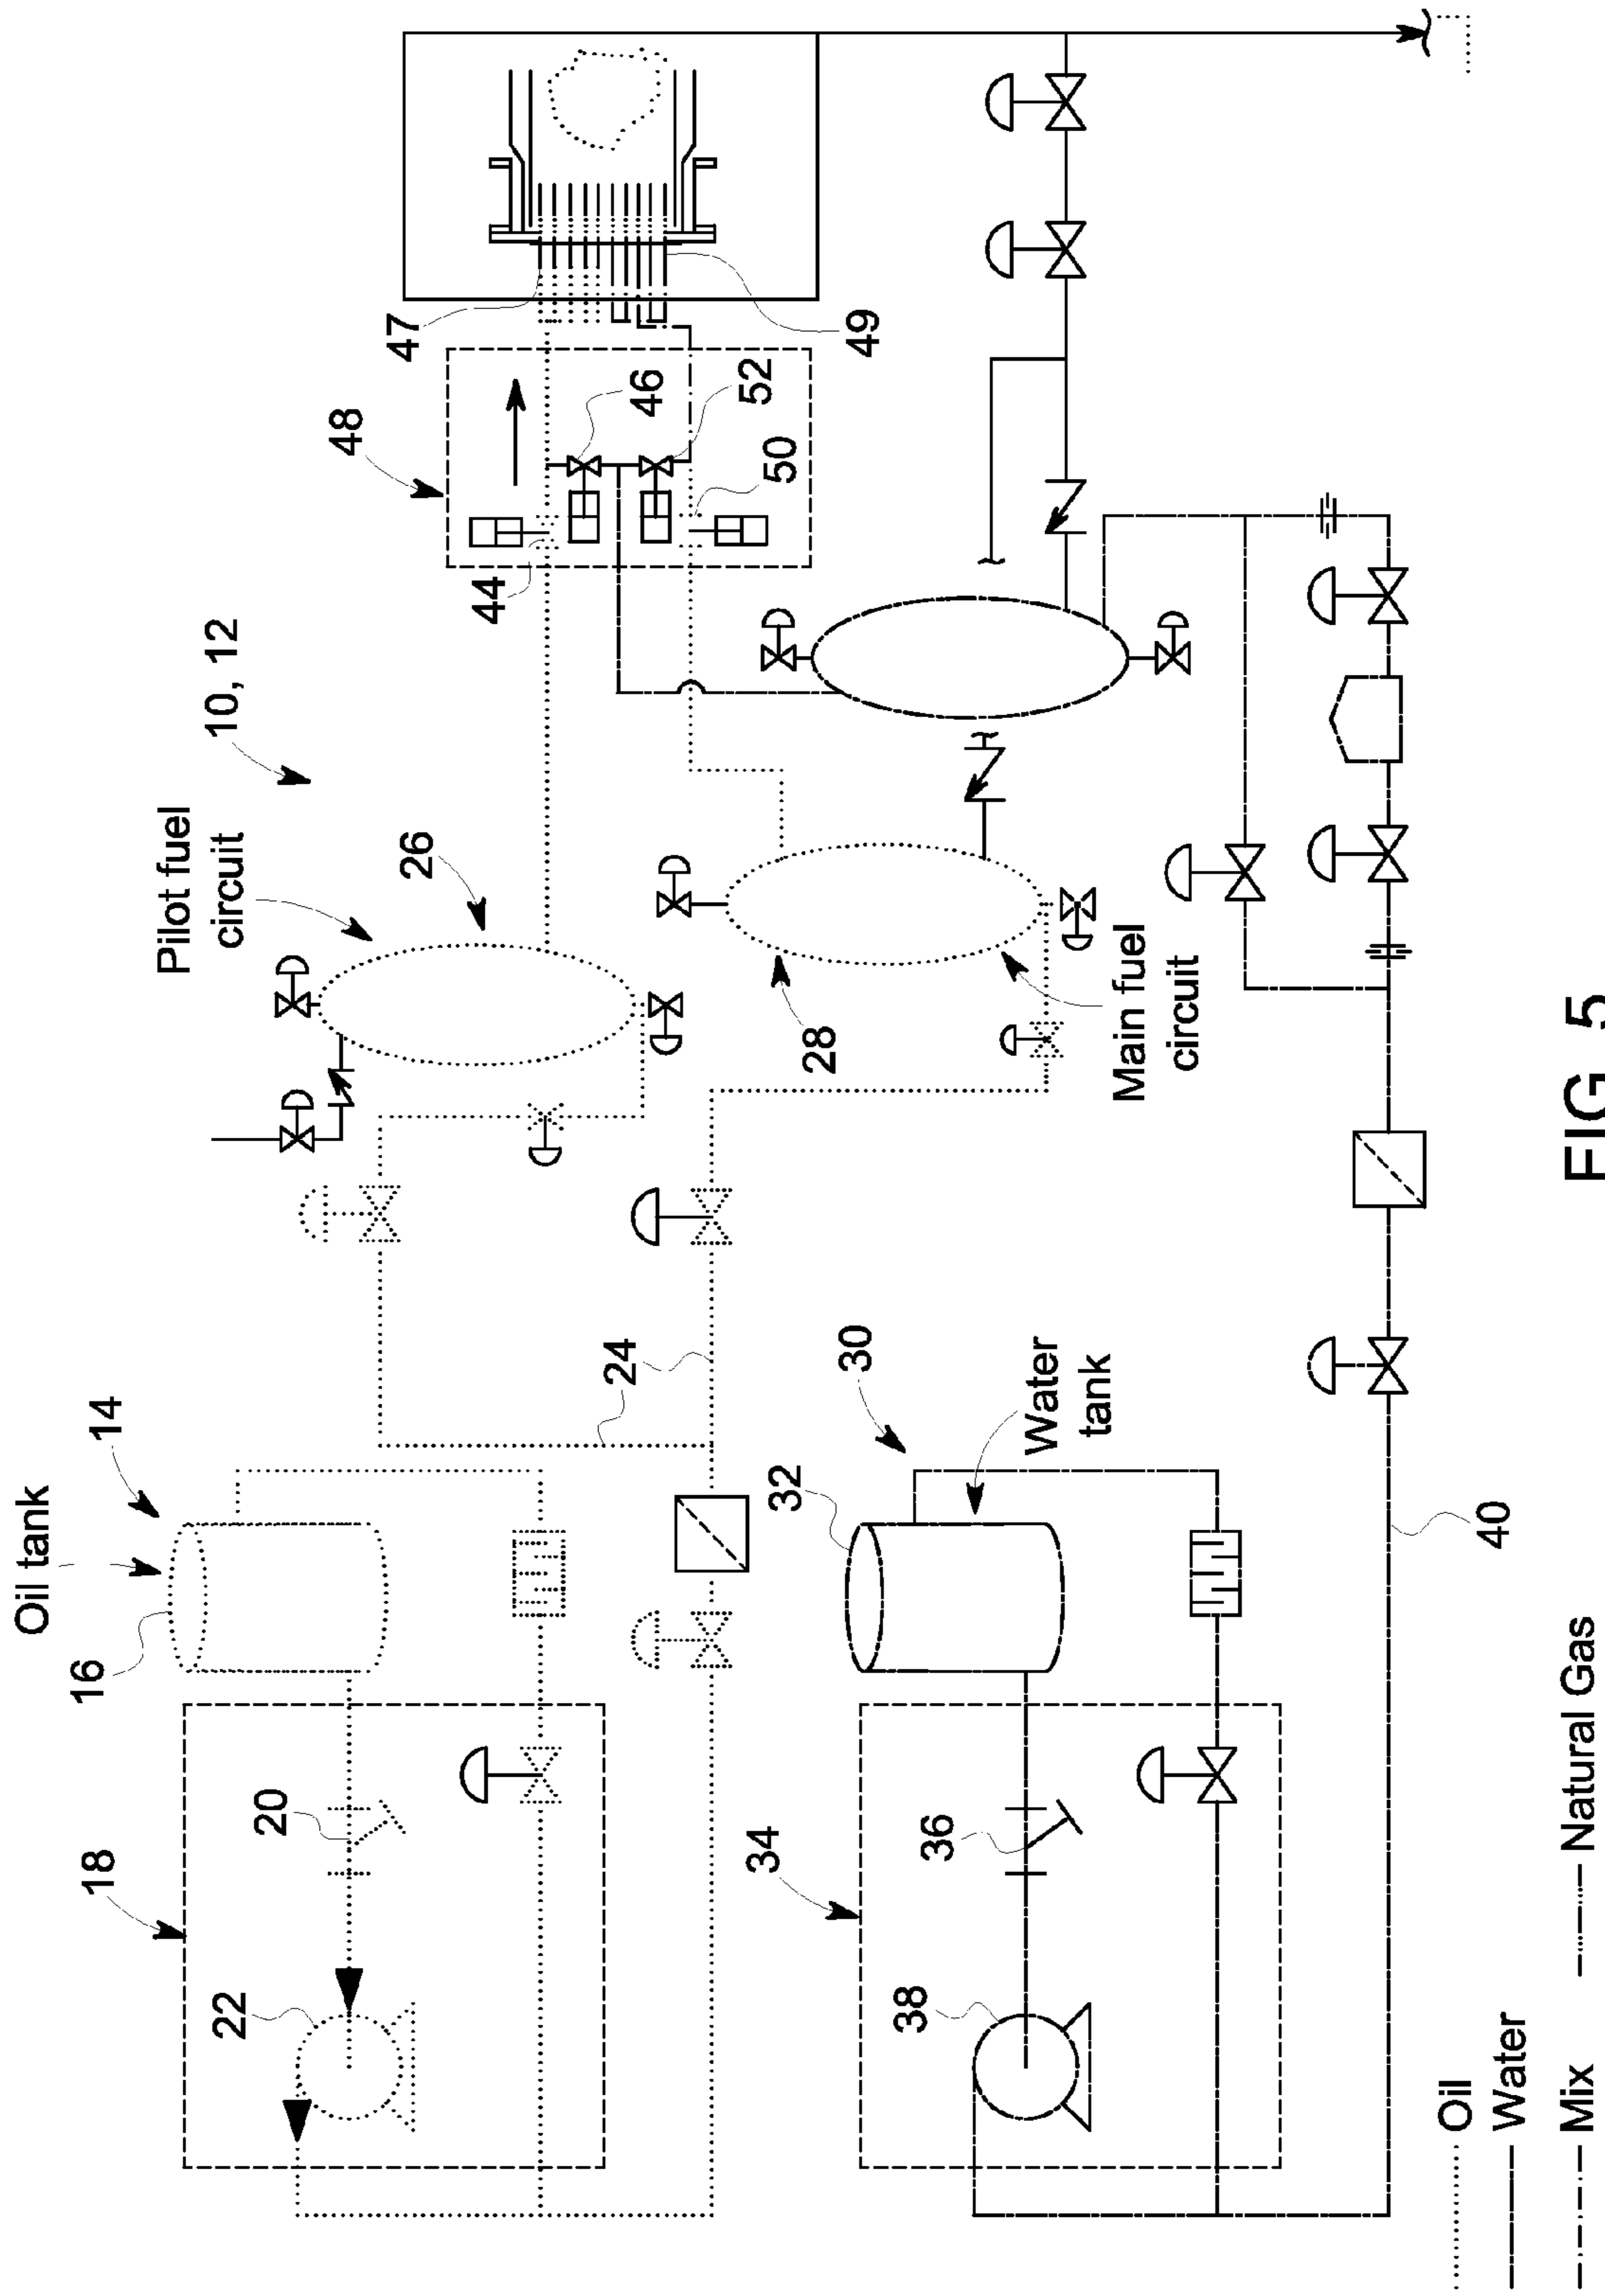 Oil tank
14
16
18
20
22
24
Pilot fuel
circuit
10, 12
26
28
Main fuel
circuit
48
44
46
47
49
50
52
30
32
Water
tank
34
36
38
40
Oil
Water
Mix
Natural Gas
FIG. 5